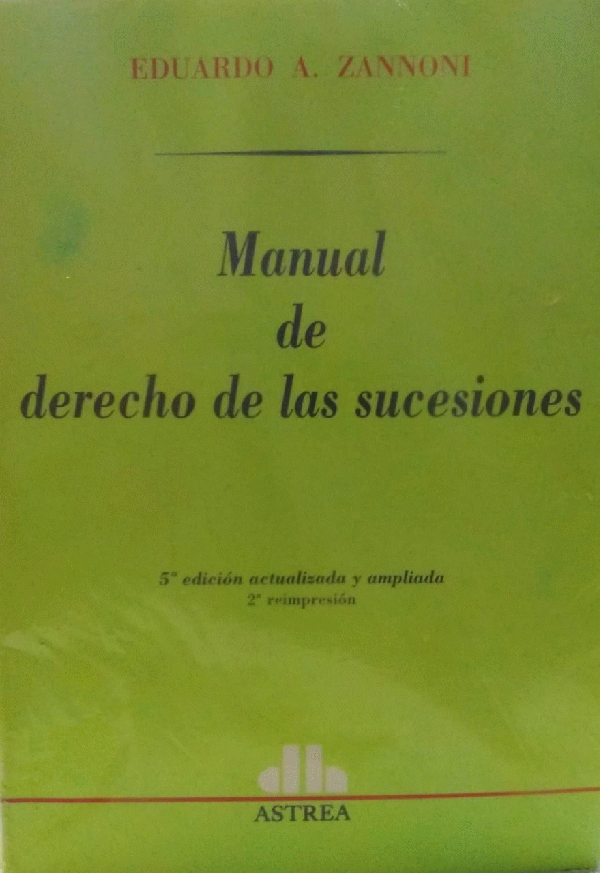 EDUARDO A. ZANNONI
Manual
de
derecho de las sucesiones
5ª edición actualizada y ampliada
2ª reimpresión
ASTREA